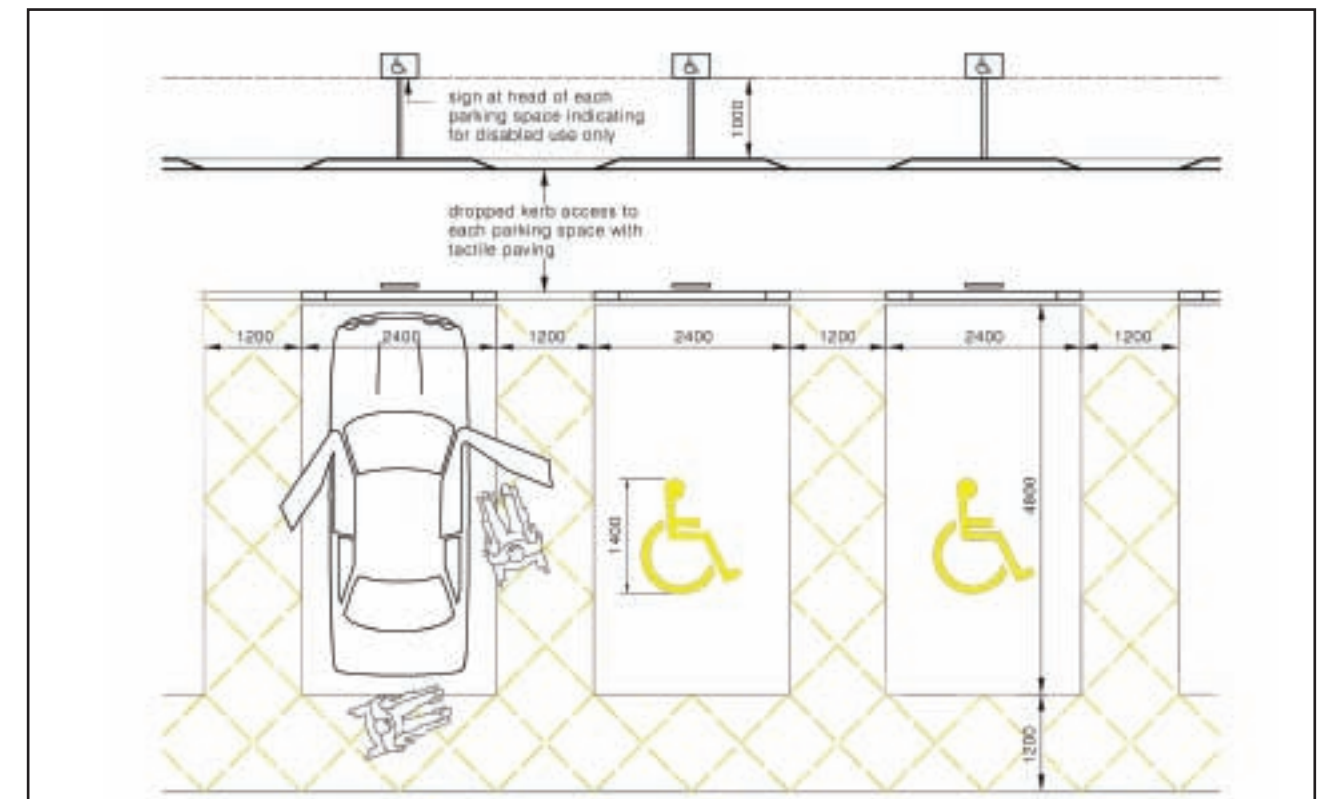 sign at head of each
parking space indicating
for disabled use only
1000
dropped kerb access to
each parking space with
tactile paving
1200
2400
1200
2400
1200
2400
1200
1400
4800
1200